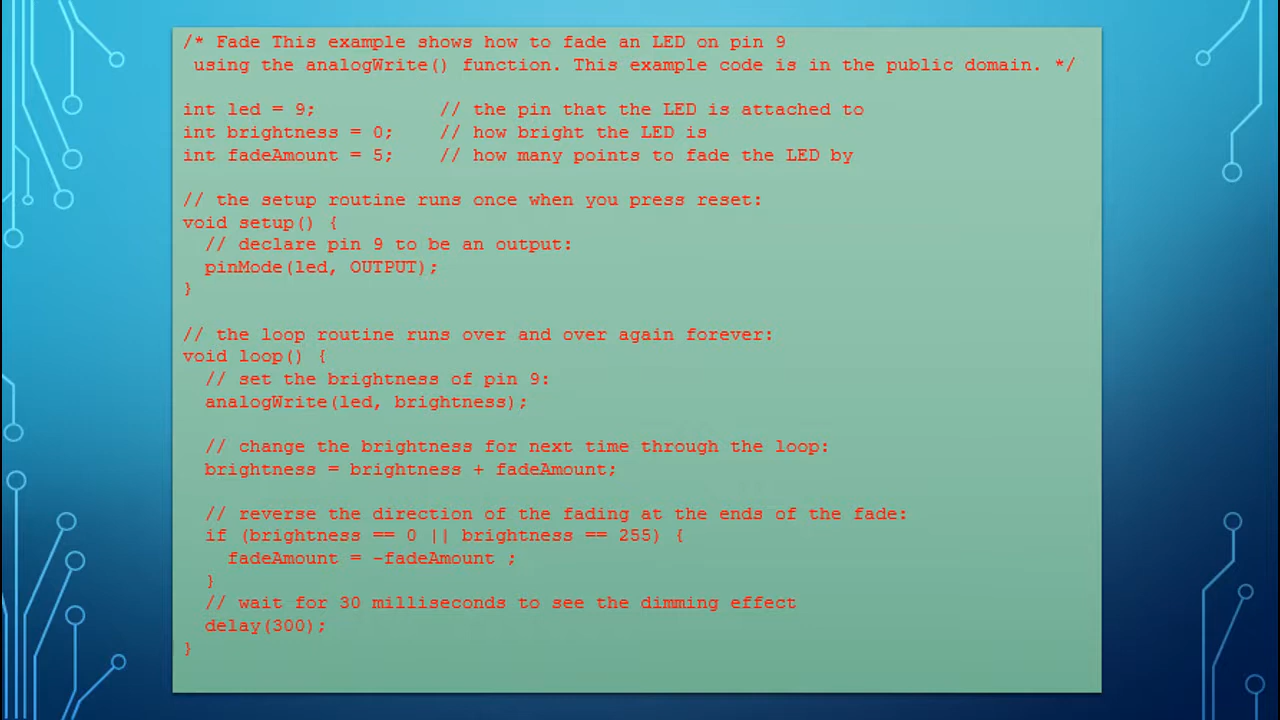 /* Fade This example shows how to fade an LED on pin 9
using the analogWrite() function. This example code is in the public domain. */
int led = 9; // the pin that the LED is attached to
int brightness = 0; // how bright the LED is
int fadeAmount = 5; // how many points to fade the LED by
// the setup routine runs once when you press reset:
void setup() {
// declare pin 9 to be an output:
pinMode(led, OUTPUT);
}
// the loop routine runs over and over again forever:
void loop() {
// set the brightness of pin 9:
analogWrite(led, brightness);
// change the brightness for next time through the loop:
brightness = brightness + fadeAmount;
// reverse the direction of the fading at the ends of the fade:
if (brightness == 0 || brightness == 255) {
fadeAmount = -fadeAmount ;
}
// wait for 30 milliseconds to see the dimming effect
delay(300);
}